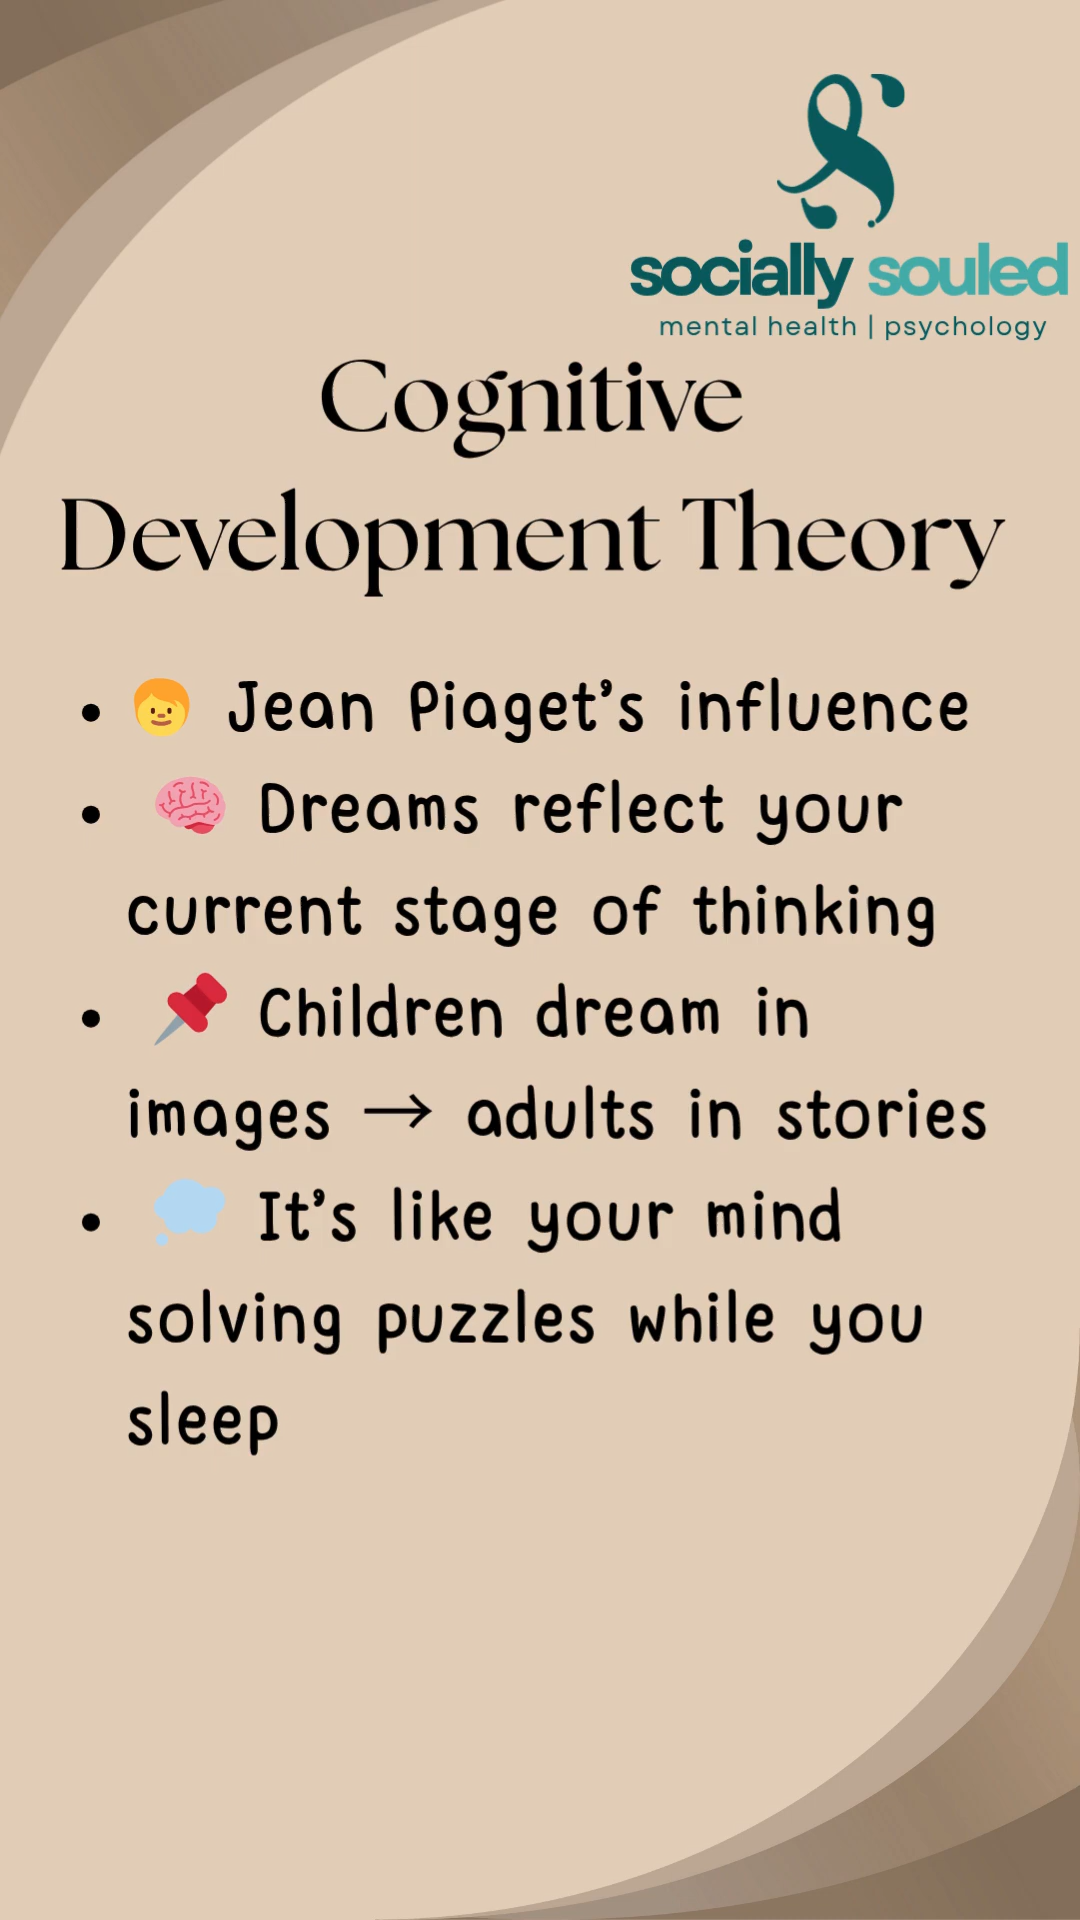 socially souled
mental health | psychology
Cognitive
Development Theory
• 👦 Jean Piaget’s influence
• 🧠 Dreams reflect your
current stage of thinking
• 📌 Children dream in
images → adults in stories
• 💭 It’s like your mind
solving puzzles while you
sleep